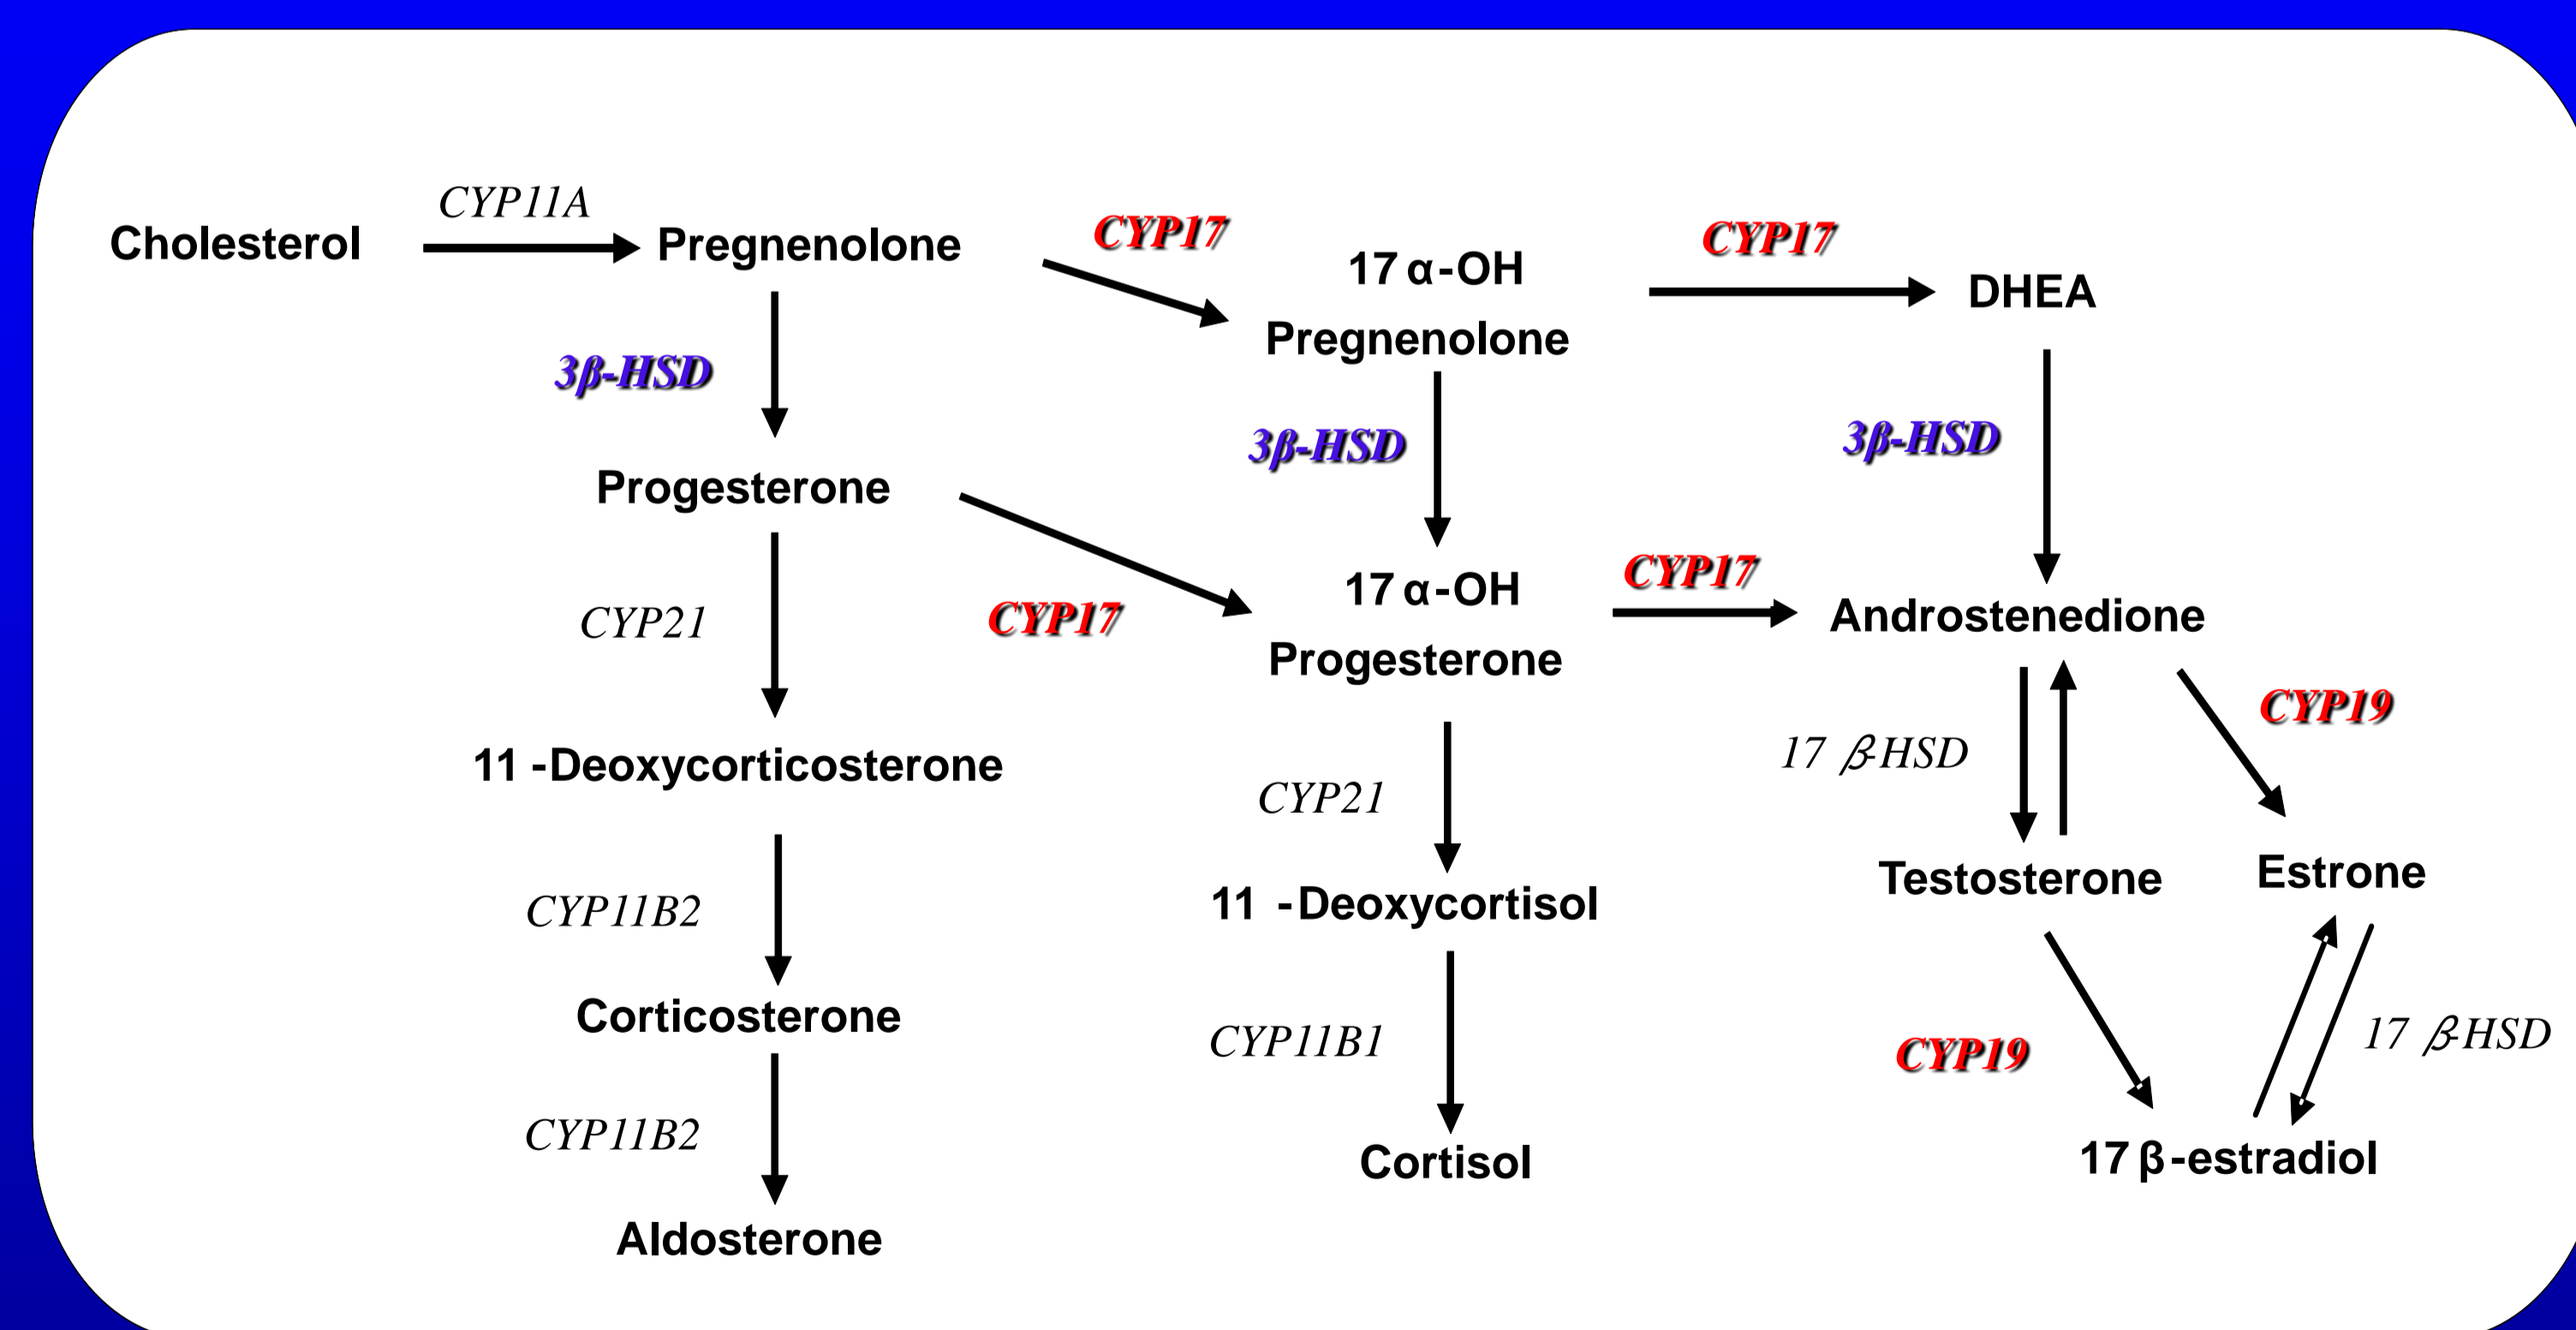 CYP11A
Cholesterol
Pregnenolone
CYP17
17 α-OH
Pregnenolone
CYP17
DHEA
3β-HSD
3β-HSD
3β-HSD
Progesterone
CYP21
CYP17
17 α-OH
Progesterone
CYP17
Androstenedione
CYP19
17 β-HSD
11 -Deoxycorticosterone
CYP21
11 -Deoxycortisol
Testosterone
Estrone
CYP11B2
Corticosterone
CYP11B1
CYP19
17 β-HSD
CYP11B2
Cortisol
17 β-estradiol
Aldosterone